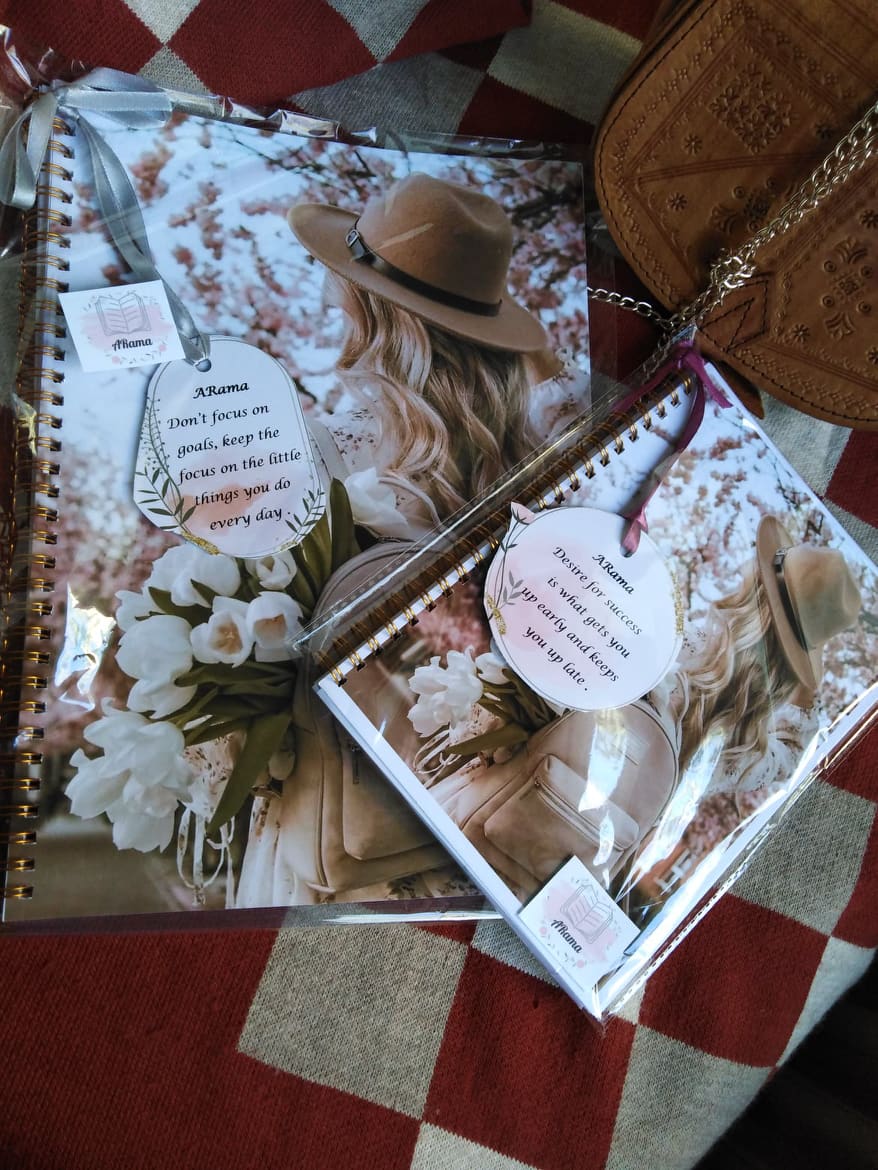 ARama
ARama
Don't focus on
goals, keep the
focus on the little
things you do
every day .
ARama
Desire for success
is what gets you
up early and keeps
you up late .
ARama